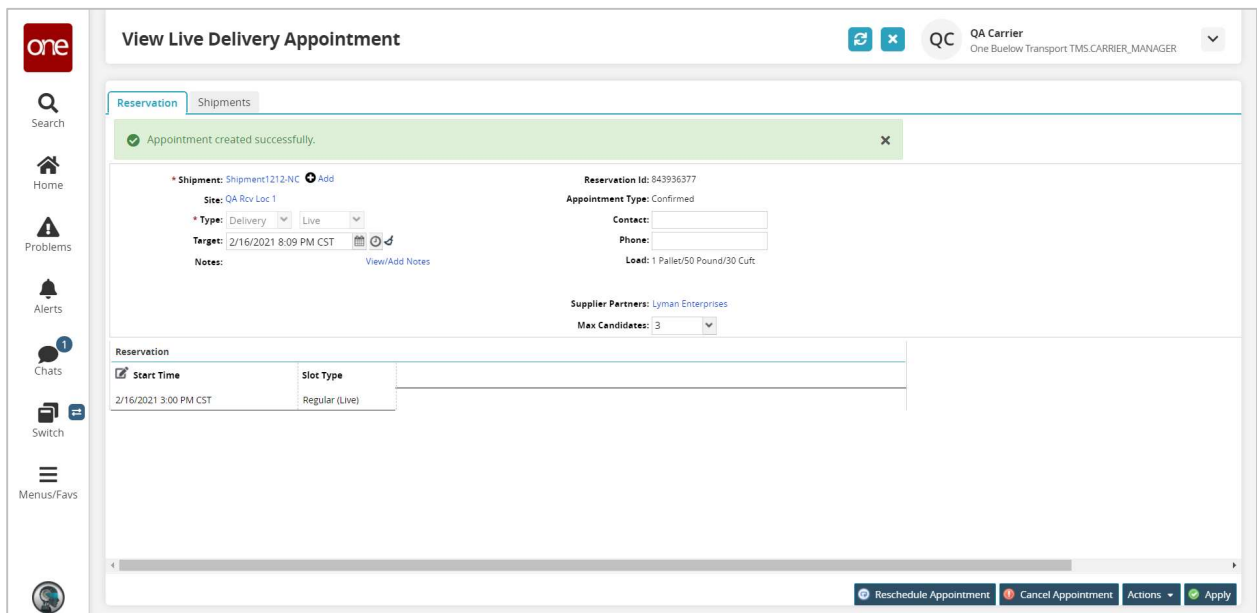 one
View Live Delivery Appointment
QC
QA Carrier
One Buelow Transport TMS.CARRIER_MANAGER
Search
Home
Problems
Alerts
1
Chats
Switch
Menus/Favs
Reservation Shipments
Appointment created successfully.
* Shipment: Shipment1212-NC Add
Site: QA Rcv Loc 1
* Type: Delivery Live
Target: 2/16/2021 8:09 PM CST
Notes: View/Add Notes
Reservation Id: 843936377
Appointment Type: Confirmed
Contact:
Phone:
Load: 1 Pallet/50 Pound/30 Cuft
Supplier Partners: Lyman Enterprises
Max Candidates: 3
Reservation
Start Time Slot Type
2/16/2021 3:00 PM CST Regular (Live)
Reschedule Appointment Cancel Appointment Actions Apply